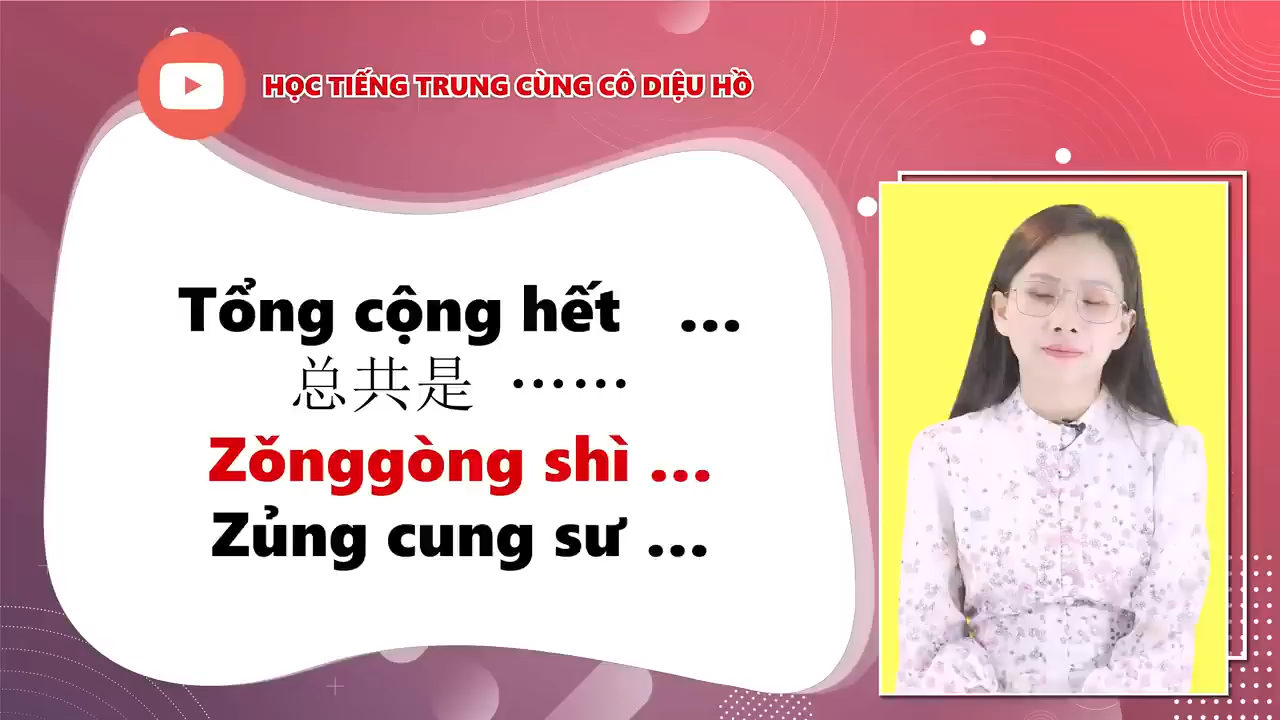 HỌC TIẾNG TRUNG CÙNG CÔ DIỆU HỒ
Tổng cộng hết ...
总共是 ……
Zǒnggòng shì ...
Zủng cung sư ...